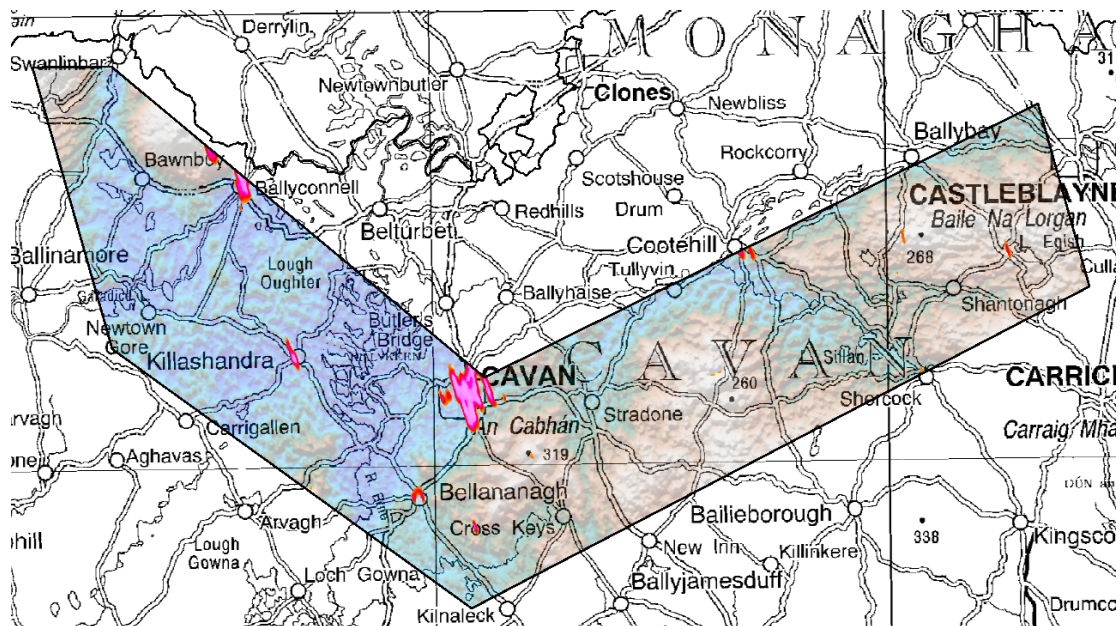 Derrylin
M O N A G H A
Swanlinbar
31
Newtownbutler
Clones
Newbliss
Ballybay
Rockcorry
Bawnboy
Ballyconnell
Scotshouse
CASTLEBLAYNE
Drum
Redhills
Baile Na Lorgan
Belturbet
Cootehill
L. Egish
Ballinamore
Lough
Oughter
268
Tullyvin
Culla
Ballyhaise
Shantonagh
Newtown
Gore
Butlers
Bridge
Killashandra
C A V A N
Sillan
CAVAN
260
CARRICK
Shercock
Stradone
An Cabhán
Carraig Mha
arvagh
Carrigallen
319
Aghavas
Bellananagh
Bailieborough
Arvagh
Cross Keys
338
Kingsco
phill
Lough
Gowna
New Inn
Killinkere
Loch Gowna
Ballyjamesduff
Kilnaleck
Drumco